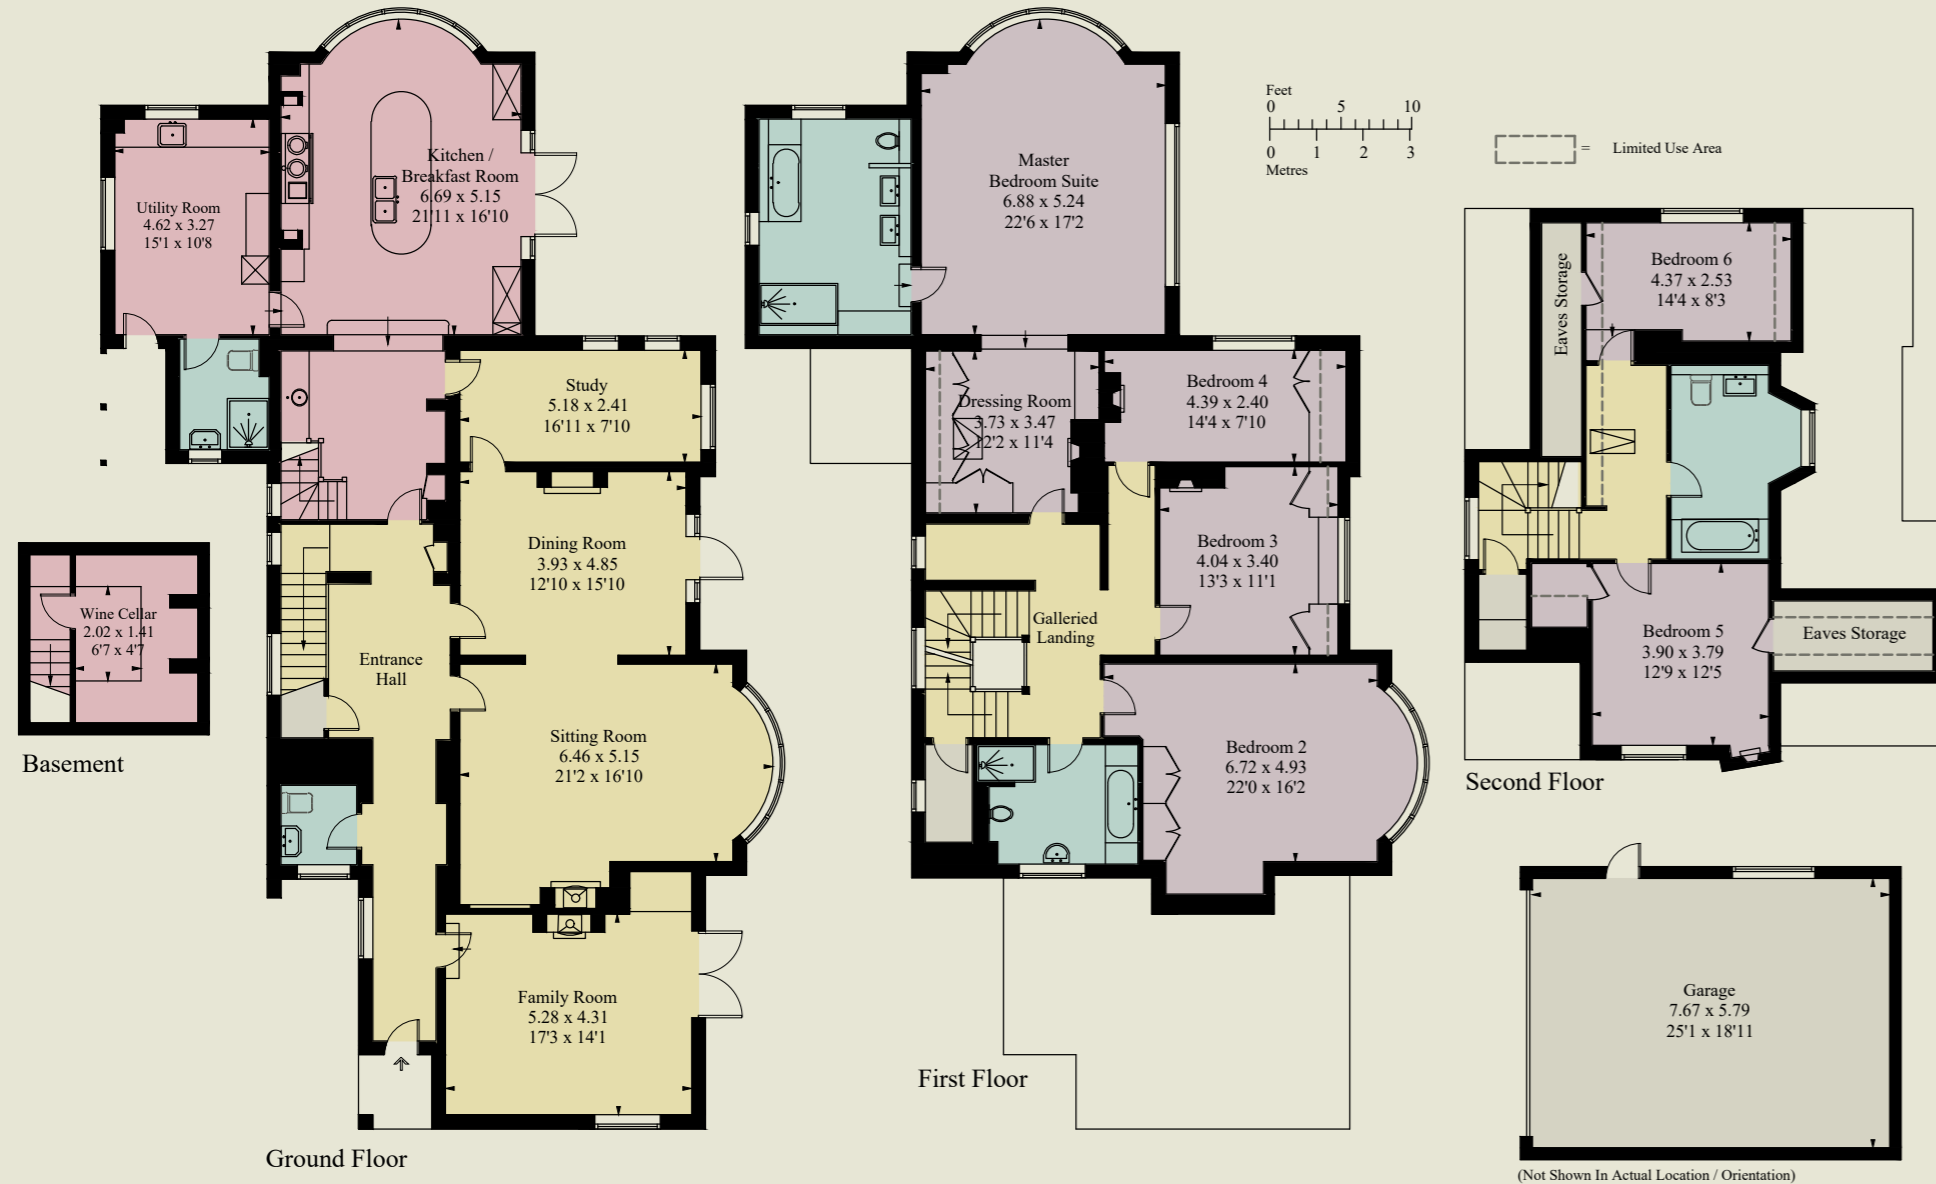 Kitchen /
Breakfast Room
6.69 x 5.15
21'11 x 16'10
Utility Room
4.62 x 3.27
15'1 x 10'8
Study
5.18 x 2.41
16'11 x 7'10
Dining Room
3.93 x 4.85
12'10 x 15'10
Entrance
Hall
Sitting Room
6.46 x 5.15
21'2 x 16'10
Family Room
5.28 x 4.31
17'3 x 14'1
Ground Floor
Wine Cellar
2.02 x 1.41
6'7 x 4'7
Basement
Master
Bedroom Suite
6.88 x 5.24
22'6 x 17'2
Dressing Room
3.73 x 3.47
12'2 x 11'4
Bedroom 4
4.39 x 2.40
14'4 x 7'10
Bedroom 3
4.04 x 3.40
13'3 x 11'1
Galleried
Landing
Bedroom 2
6.72 x 4.93
22'0 x 16'2
First Floor
Feet
0 5 10
0 1 2 3
Metres
= Limited Use Area
Eaves Storage
Bedroom 6
4.37 x 2.53
14'4 x 8'3
Bedroom 5
3.90 x 3.79
12'9 x 12'5
Eaves Storage
Second Floor
Garage
7.67 x 5.79
25'1 x 18'11
(Not Shown In Actual Location / Orientation)